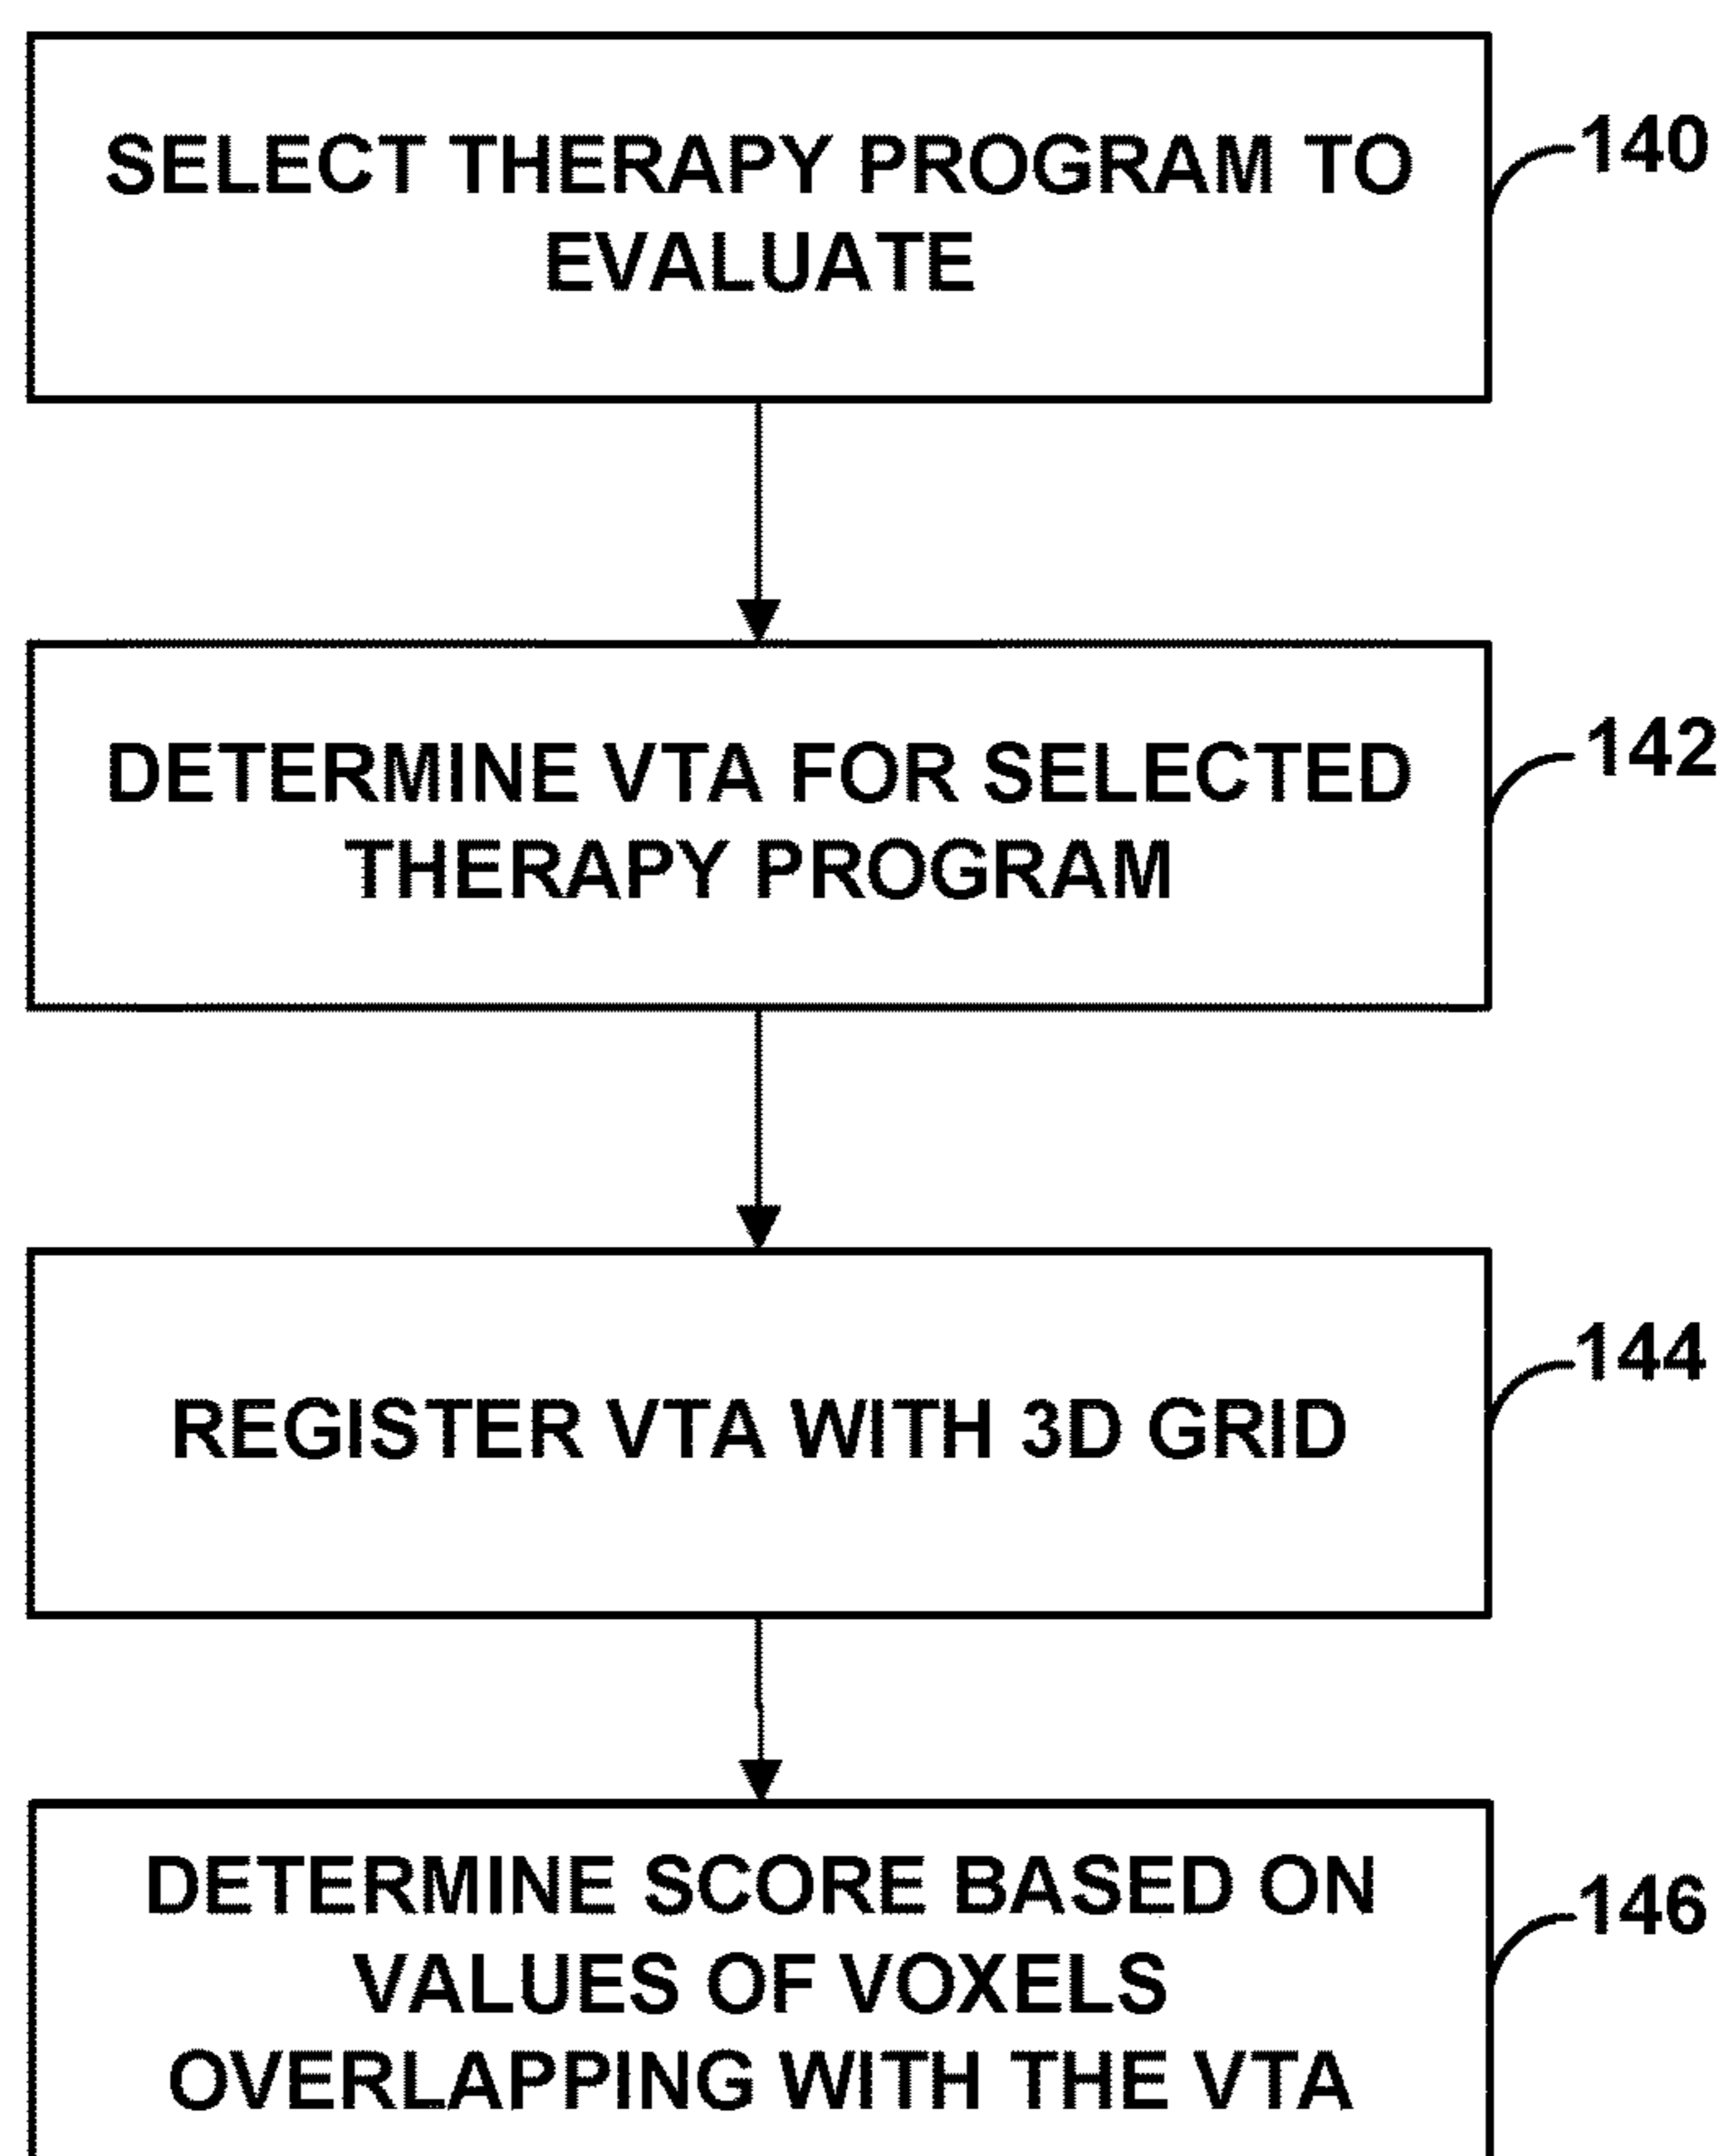 SELECT THERAPY PROGRAM TO
EVALUATE
140
DETERMINE VTA FOR SELECTED
THERAPY PROGRAM
142
REGISTER VTA WITH 3D GRID
144
DETERMINE SCORE BASED ON
VALUES OF VOXELS
OVERLAPPING WITH THE VTA
146